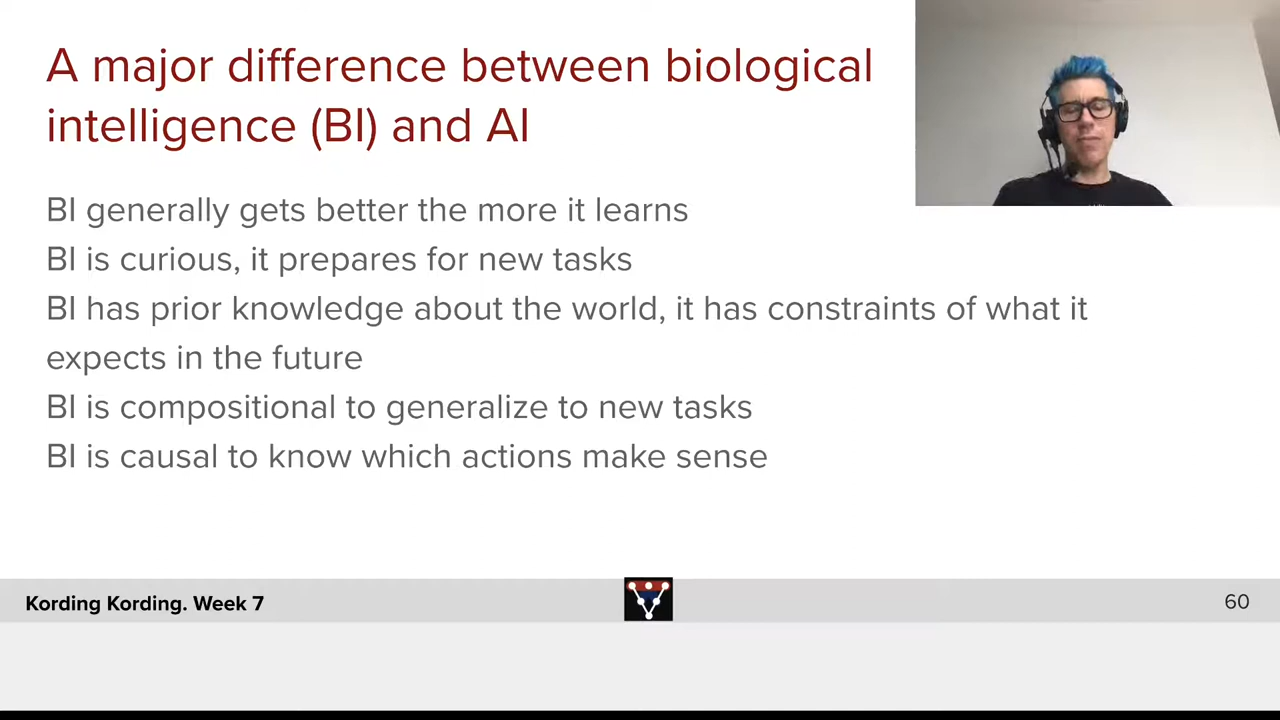 A major difference between biological
intelligence (BI) and AI
BI generally gets better the more it learns
BI is curious, it prepares for new tasks
BI has prior knowledge about the world, it has constraints of what it
expects in the future
BI is compositional to generalize to new tasks
BI is causal to know which actions make sense
Kording Kording. Week 7
60